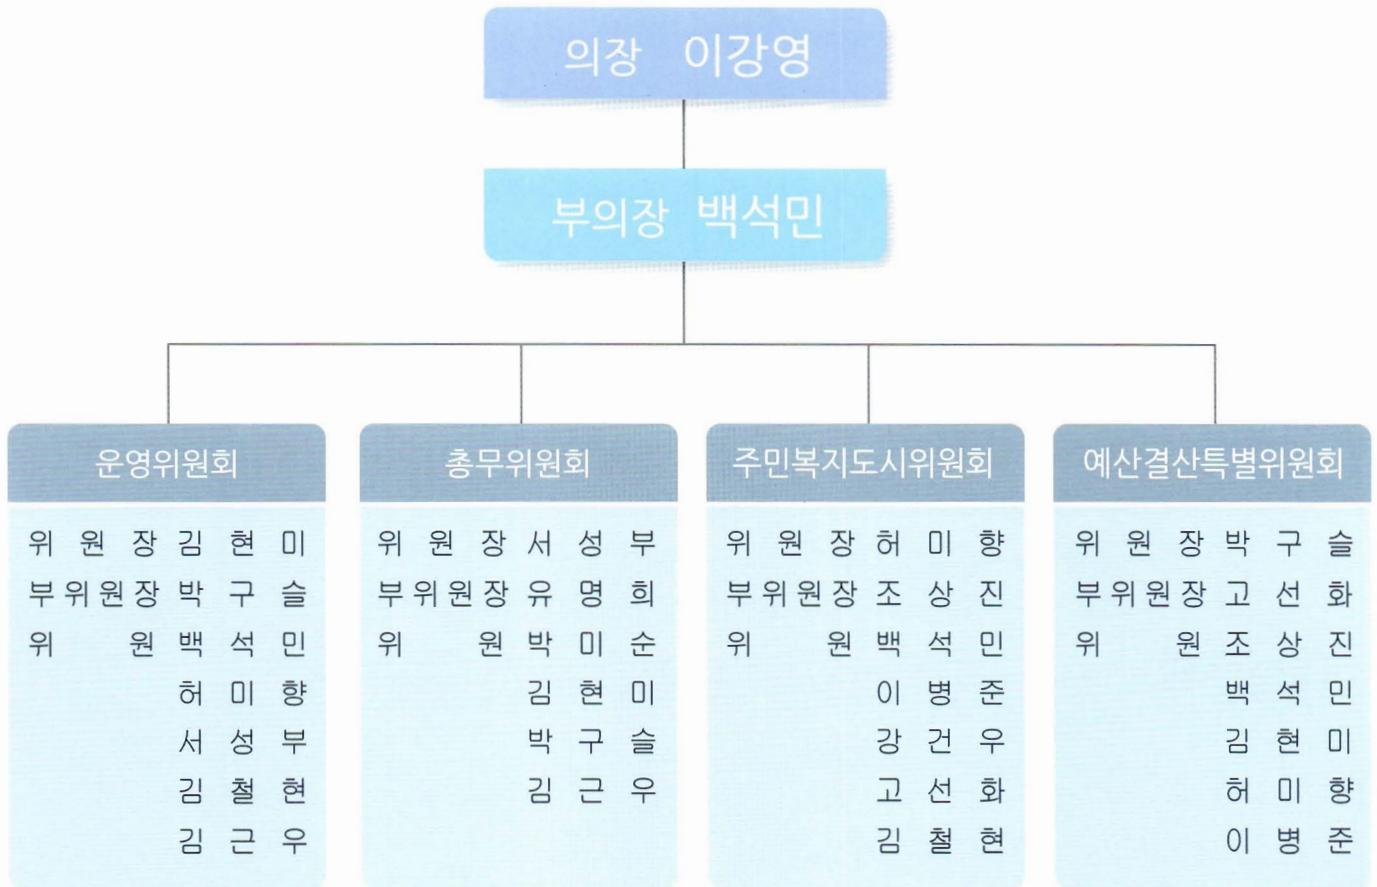 의장 이강영
부의장 백석민
운영위원회
위 원 장 김 현 미
부위원장 박 구 슬
위 원 백 석 민
허 미 향
서 성 부
김 철 현
김 근 우
총무위원회
위 원 장 서 성 부
부위원장 유 명 희
위 원 박 미 순
김 현 미
박 구 슬
김 근 우
주민복지도시위원회
위 원 장 허 미 향
부위원장 조 상 진
위 원 백 석 민
이 병 준
강 건 우
고 선 화
김 철 현
예산결산특별위원회
위 원 장 박 구 슬
부위원장 고 선 화
위 원 조 상 진
백 석 민
김 현 미
허 미 향
이 병 준